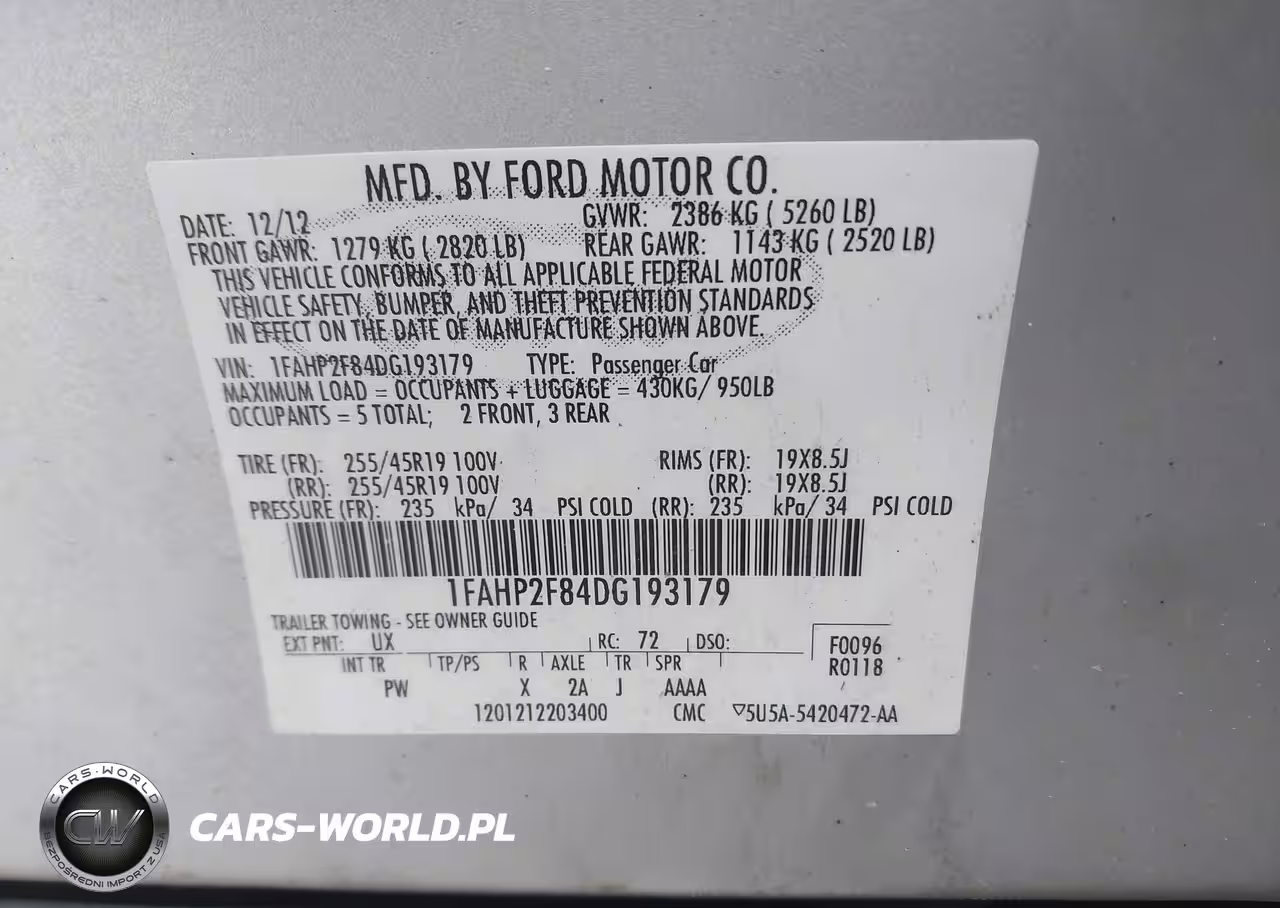 MFD. BY FORD MOTOR CO.
DATE: 12/12 GVWR: 2386 KG ( 5260 LB)
FRONT GAWR: 1279 KG ( 2820 LB) REAR GAWR: 1143 KG ( 2520 LB)
THIS VEHICLE CONFORMS TO ALL APPLICABLE FEDERAL MOTOR
VEHICLE SAFETY, BUMPER, AND THEFT PREVENTION STANDARDS
IN EFFECT ON THE DATE OF MANUFACTURE SHOWN ABOVE.
VIN: 1FAHP2F84DG193179 TYPE: Passenger Car
MAXIMUM LOAD = OCCUPANTS + LUGGAGE = 430KG/ 950LB
OCCUPANTS = 5 TOTAL; 2 FRONT, 3 REAR
TIRE (FR): 255/45R19 100V RIMS (FR): 19X8.5J
(RR): 255/45R19 100V (RR): 19X8.5J
PRESSURE (FR): 235 kPa/ 34 PSI COLD (RR): 235 kPa/ 34 PSI COLD
1FAHP2F84DG193179
TRAILER TOWING - SEE OWNER GUIDE
EXT PNT: UX RC: 72 DSO: F0096
INT TR TP/PS R AXLE TR SPR R0118
PW X 2A J AAAA
1201212203400 CMC ▽5U5A-5420472-AA
CARS-WORLD
CW
BEZPOŚREDNI IMPORT Z USA
CARS-WORLD.PL